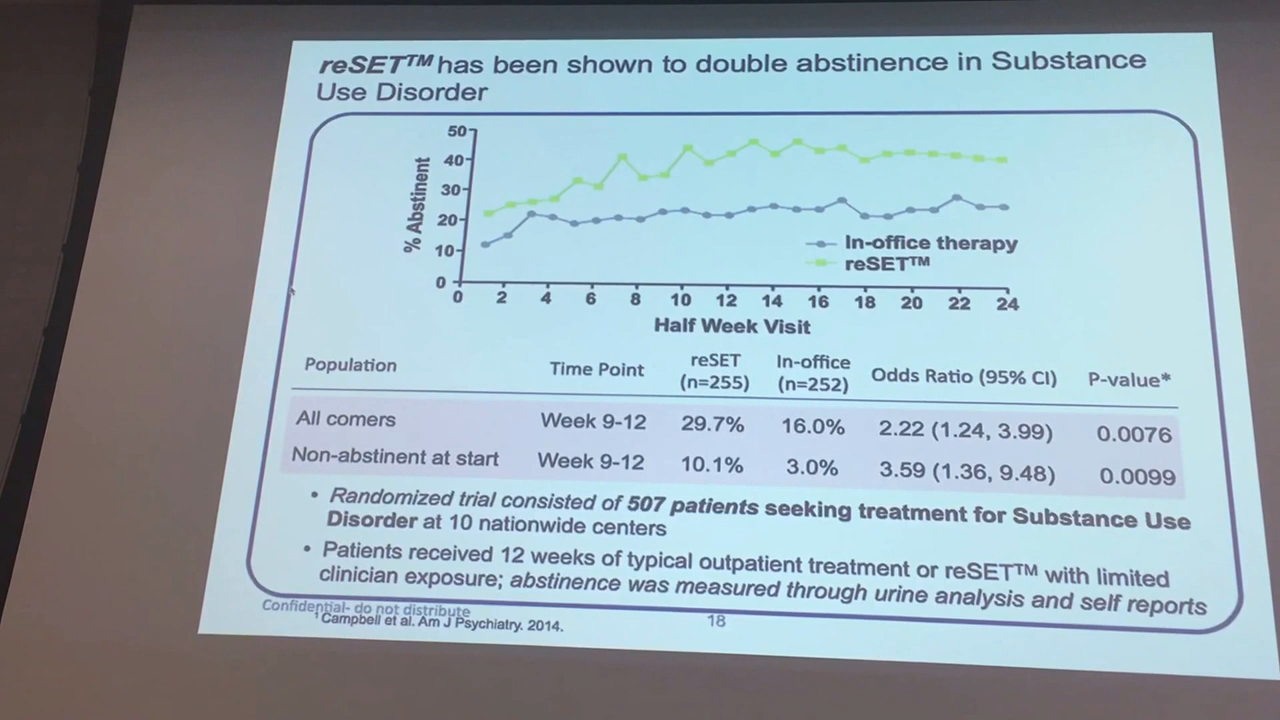 reSET™ has been shown to double abstinence in Substance
Use Disorder
50
40
30
20
10
0
% Abstinent
In-office therapy
reSET™
0 2 4 6 8 10 12 14 16 18 20 22 24
Half Week Visit
Population Time Point reSET (n=255) In-office (n=252) Odds Ratio (95% CI) P-value*
All comers Week 9-12 29.7% 16.0% 2.22 (1.24, 3.99) 0.0076
Non-abstinent at start Week 9-12 10.1% 3.0% 3.59 (1.36, 9.48) 0.0099
• Randomized trial consisted of 507 patients seeking treatment for Substance Use
Disorder at 10 nationwide centers
• Patients received 12 weeks of typical outpatient treatment or reSET™ with limited
clinician exposure; abstinence was measured through urine analysis and self reports
Confidential- do not distribute
¹ Campbell et al. Am J Psychiatry. 2014.
18